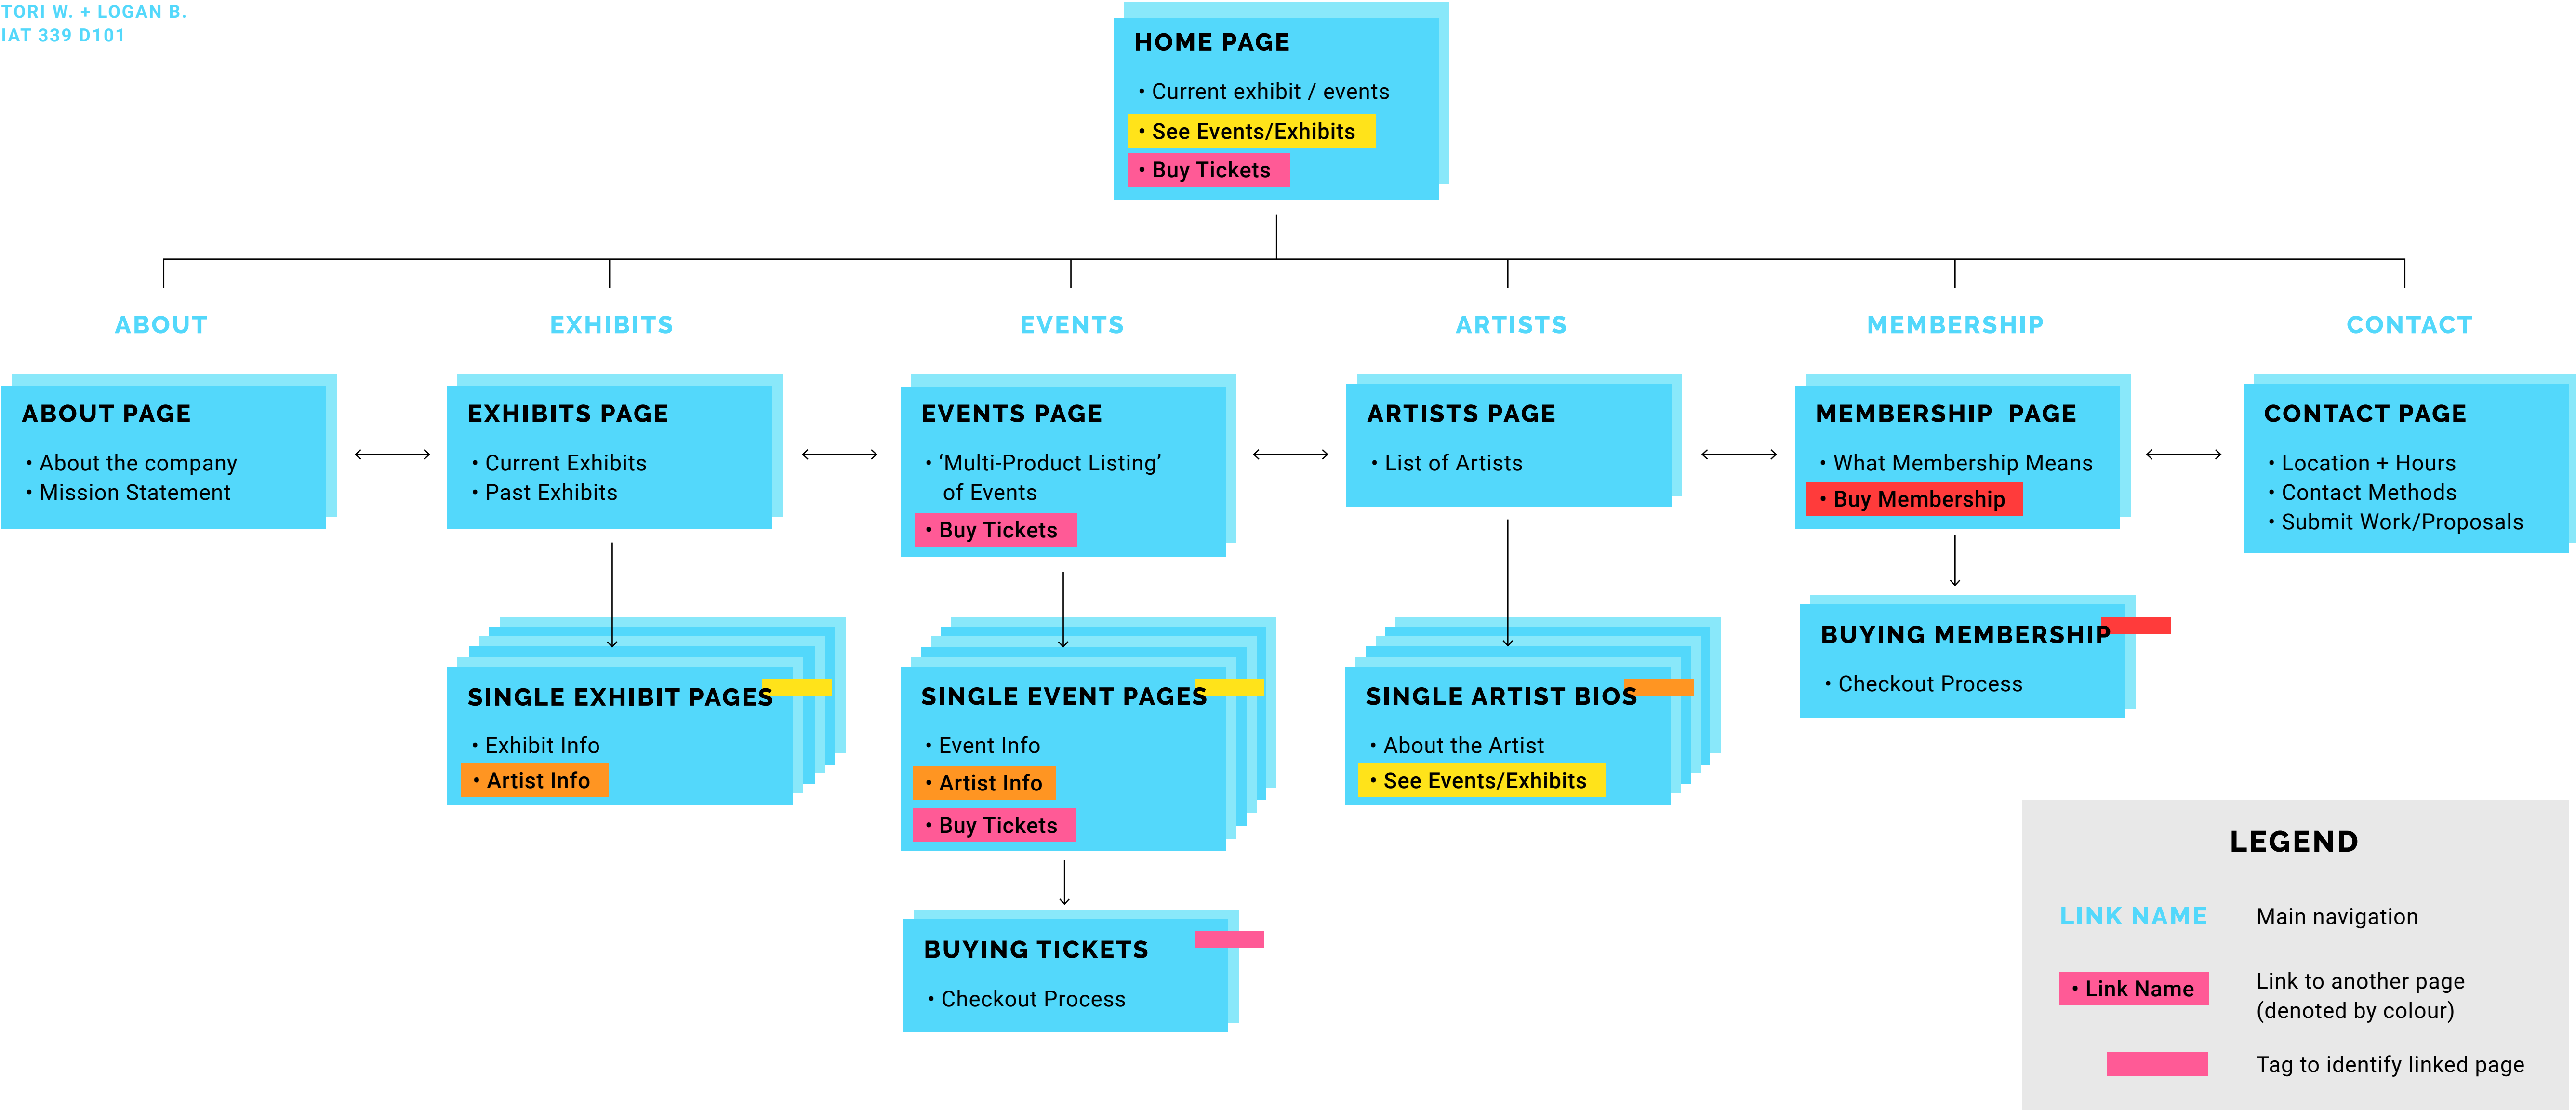 TORI W. + LOGAN B.
IAT 339 D101
HOME PAGE
• Current exhibit / events
• See Events/Exhibits
• Buy Tickets
ABOUT
EXHIBITS
EVENTS
ARTISTS
MEMBERSHIP
CONTACT
ABOUT PAGE
• About the company
• Mission Statement
EXHIBITS PAGE
• Current Exhibits
• Past Exhibits
EVENTS PAGE
• ‘Multi-Product Listing’
of Events
• Buy Tickets
ARTISTS PAGE
• List of Artists
MEMBERSHIP PAGE
• What Membership Means
• Buy Membership
CONTACT PAGE
• Location + Hours
• Contact Methods
• Submit Work/Proposals
SINGLE EXHIBIT PAGES
• Exhibit Info
• Artist Info
SINGLE EVENT PAGES
• Event Info
• Artist Info
• Buy Tickets
SINGLE ARTIST BIOS
• About the Artist
• See Events/Exhibits
BUYING MEMBERSHIP
• Checkout Process
BUYING TICKETS
• Checkout Process
LEGEND
LINK NAME
Main navigation
• Link Name
Link to another page
(denoted by colour)
Tag to identify linked page